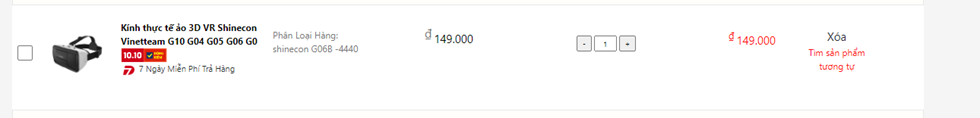 Kính thực tế ảo 3D VR Shinecon
Vinetteam G10 G04 G05 G06 G0
10.10
7 Ngày Miễn Phí Trả Hàng
Phân Loại Hàng:
shinecon G06B -4440
₫ 149.000
- 1 +
₫ 149.000
Xóa
Tìm sản phẩm
tương tự